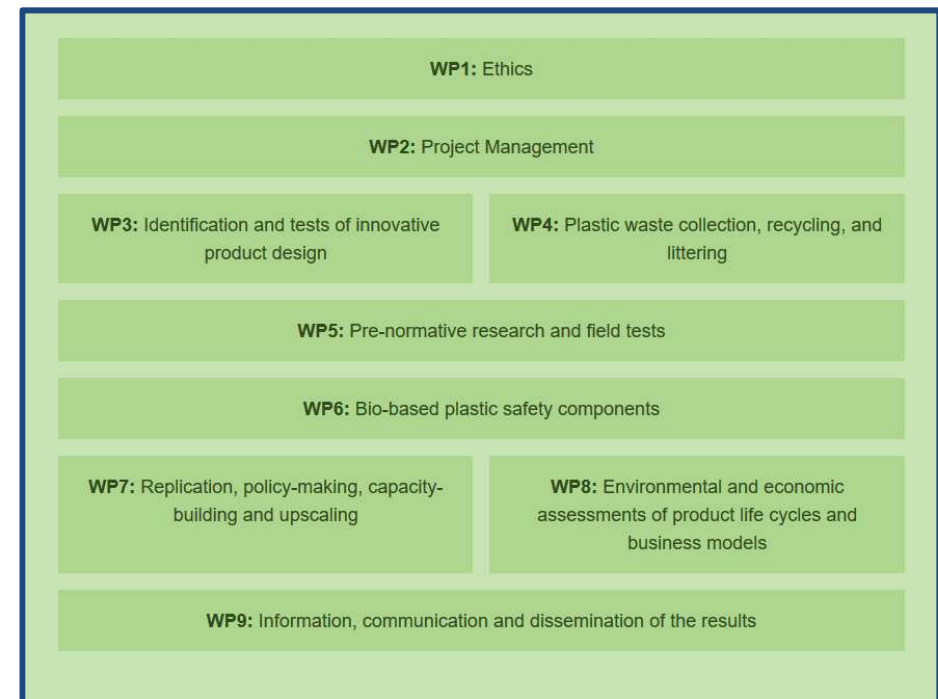 WP1: Ethics
WP2: Project Management
WP3: Identification and tests of innovative
product design
WP4: Plastic waste collection, recycling, and
littering
WP5: Pre-normative research and field tests
WP6: Bio-based plastic safety components
WP7: Replication, policy-making, capacity-
building and upscaling
WP8: Environmental and economic
assessments of product life cycles and
business models
WP9: Information, communication and dissemination of the results